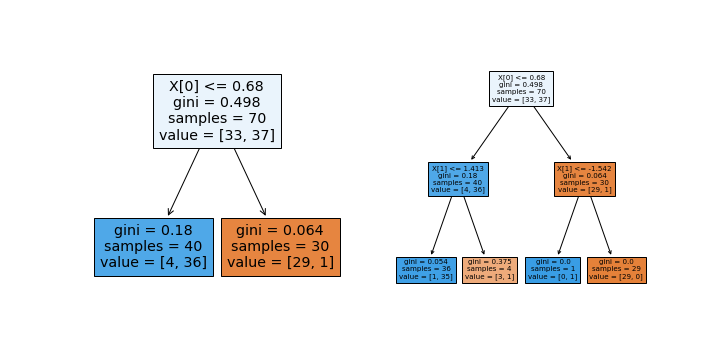 X[0] <= 0.68
gini = 0.498
samples = 70
value = [33, 37]
gini = 0.18
samples = 40
value = [4, 36]
gini = 0.064
samples = 30
value = [29, 1]
X[0] <= 0.68
gini = 0.498
samples = 70
value = [33, 37]
X[1] <= 1.413
gini = 0.18
samples = 40
value = [4, 36]
X[1] <= -1.542
gini = 0.064
samples = 30
value = [29, 1]
gini = 0.054
samples = 36
value = [1, 35]
gini = 0.375
samples = 4
value = [3, 1]
gini = 0.0
samples = 1
value = [0, 1]
gini = 0.0
samples = 29
value = [29, 0]